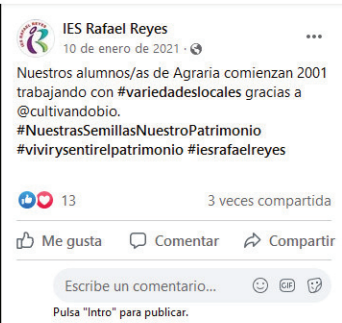 IES Rafael Reyes
10 de enero de 2021 ·
Nuestros alumnos/as de Agraria comienzan 2001
trabajando con #variedadeslocales gracias a
@cultivandobio.
#NuestrasSemillasNuestroPatrimonio
#vivirysentirelpatrimonio #iesrafaelreyes
13 3 veces compartida
Me gusta Comentar Compartir
Escribe un comentario... GIF
Pulsa "Intro" para publicar.